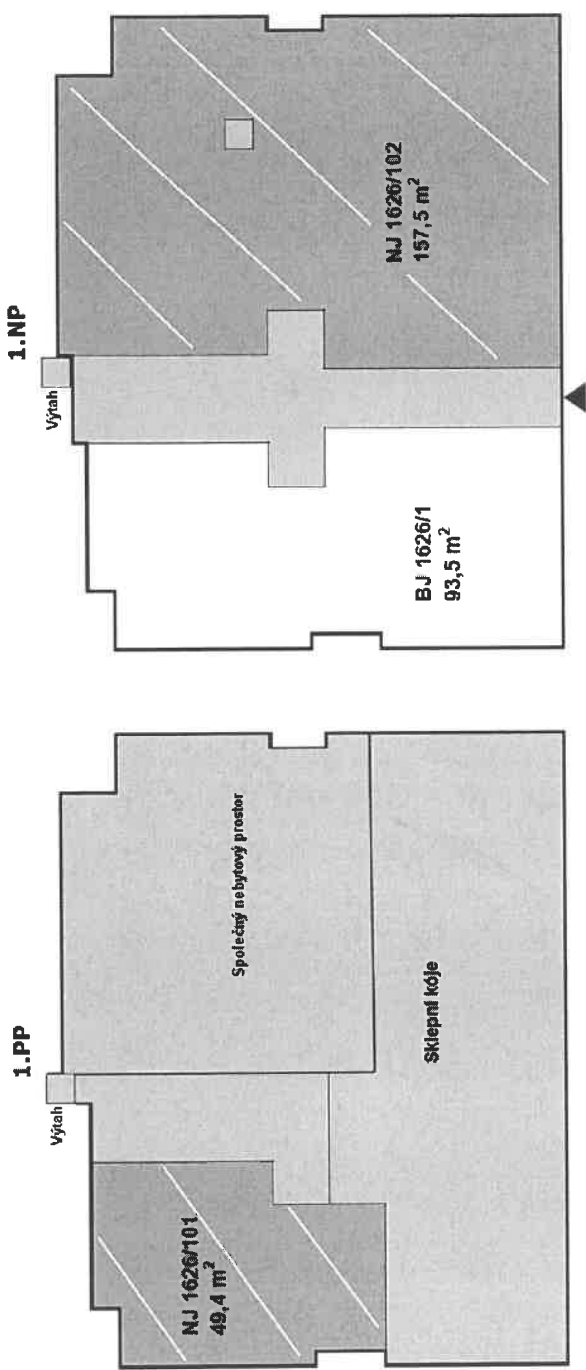 1.PP
Výtah
NJ 1626/101
49,4 m²
Společný nebytový prostor
Sklepní kóje
1.NP
Výtah
BJ 1626/1
93,5 m²
NJ 1626/102
157,5 m²